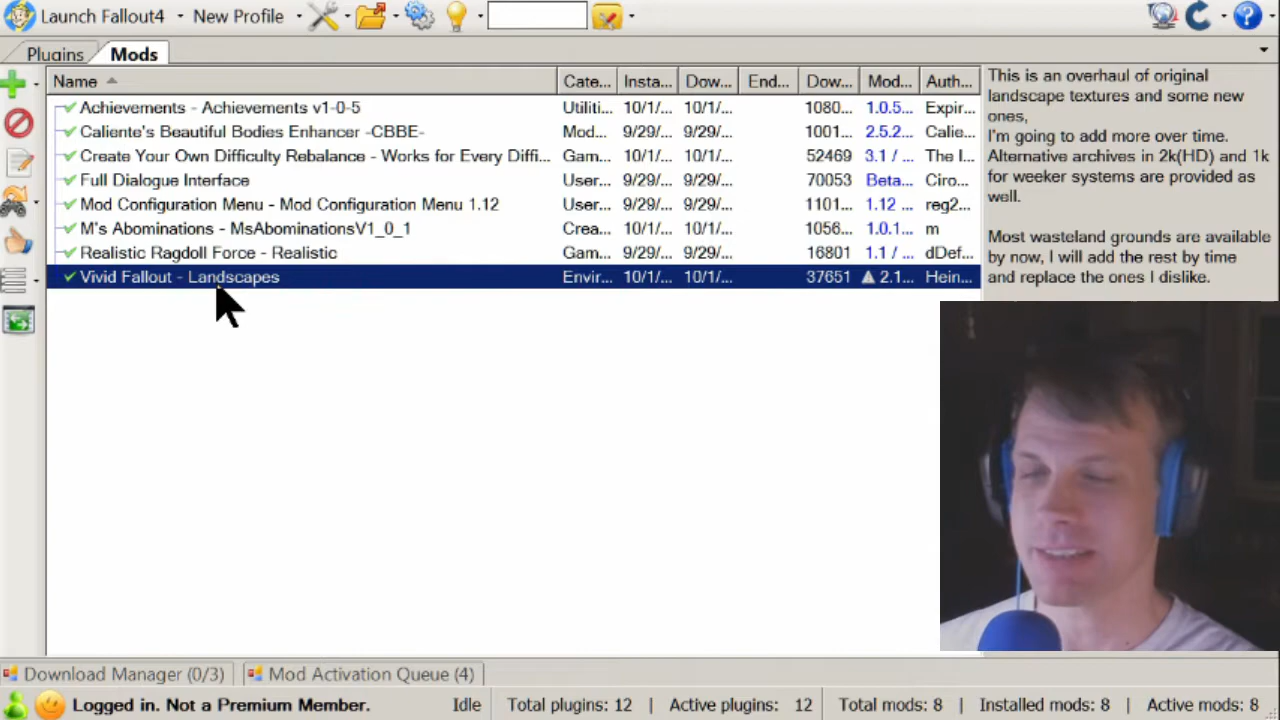 Launch Fallout4 New Profile
Plugins Mods
Name Cate... Insta... Dow... End... Dow... Mod... Auth...
Achievements - Achievements v1-0-5 Utiliti... 10/1/... 10/1/... 1080... 1.0.5... Expir...
Caliente's Beautiful Bodies Enhancer -CBBE- Mod... 9/29/... 9/29/... 1001... 2.5.2... Calie...
Create Your Own Difficulty Rebalance - Works for Every Diffi... Gam... 10/1/... 10/1/... 52469 3.1 / ... The I...
Full Dialogue Interface User... 9/29/... 9/29/... 70053 Beta... Ciro...
Mod Configuration Menu - Mod Configuration Menu 1.12 User... 9/29/... 9/29/... 1101... 1.12 ... reg2...
M's Abominations - MsAbominationsV1_0_1 Crea... 10/1/... 10/1/... 1056... 1.0.1... m
Realistic Ragdoll Force - Realistic Gam... 9/29/... 9/29/... 16801 1.1 / ... dDef...
Vivid Fallout - Landscapes Envir... 10/1/... 10/1/... 37651 2.1... Hein...
This is an overhaul of original
landscape textures and some new
ones,
I'm going to add more over time.
Alternative archives in 2k(HD) and 1k
for weeker systems are provided as
well.
Most wasteland grounds are available
by now, I will add the rest by time
and replace the ones I dislike.
Download Manager (0/3) Mod Activation Queue (4)
Logged in. Not a Premium Member. Idle Total plugins: 12 | Active plugins: 12 Total mods: 8 | Installed mods: 8 | Active mods: 8